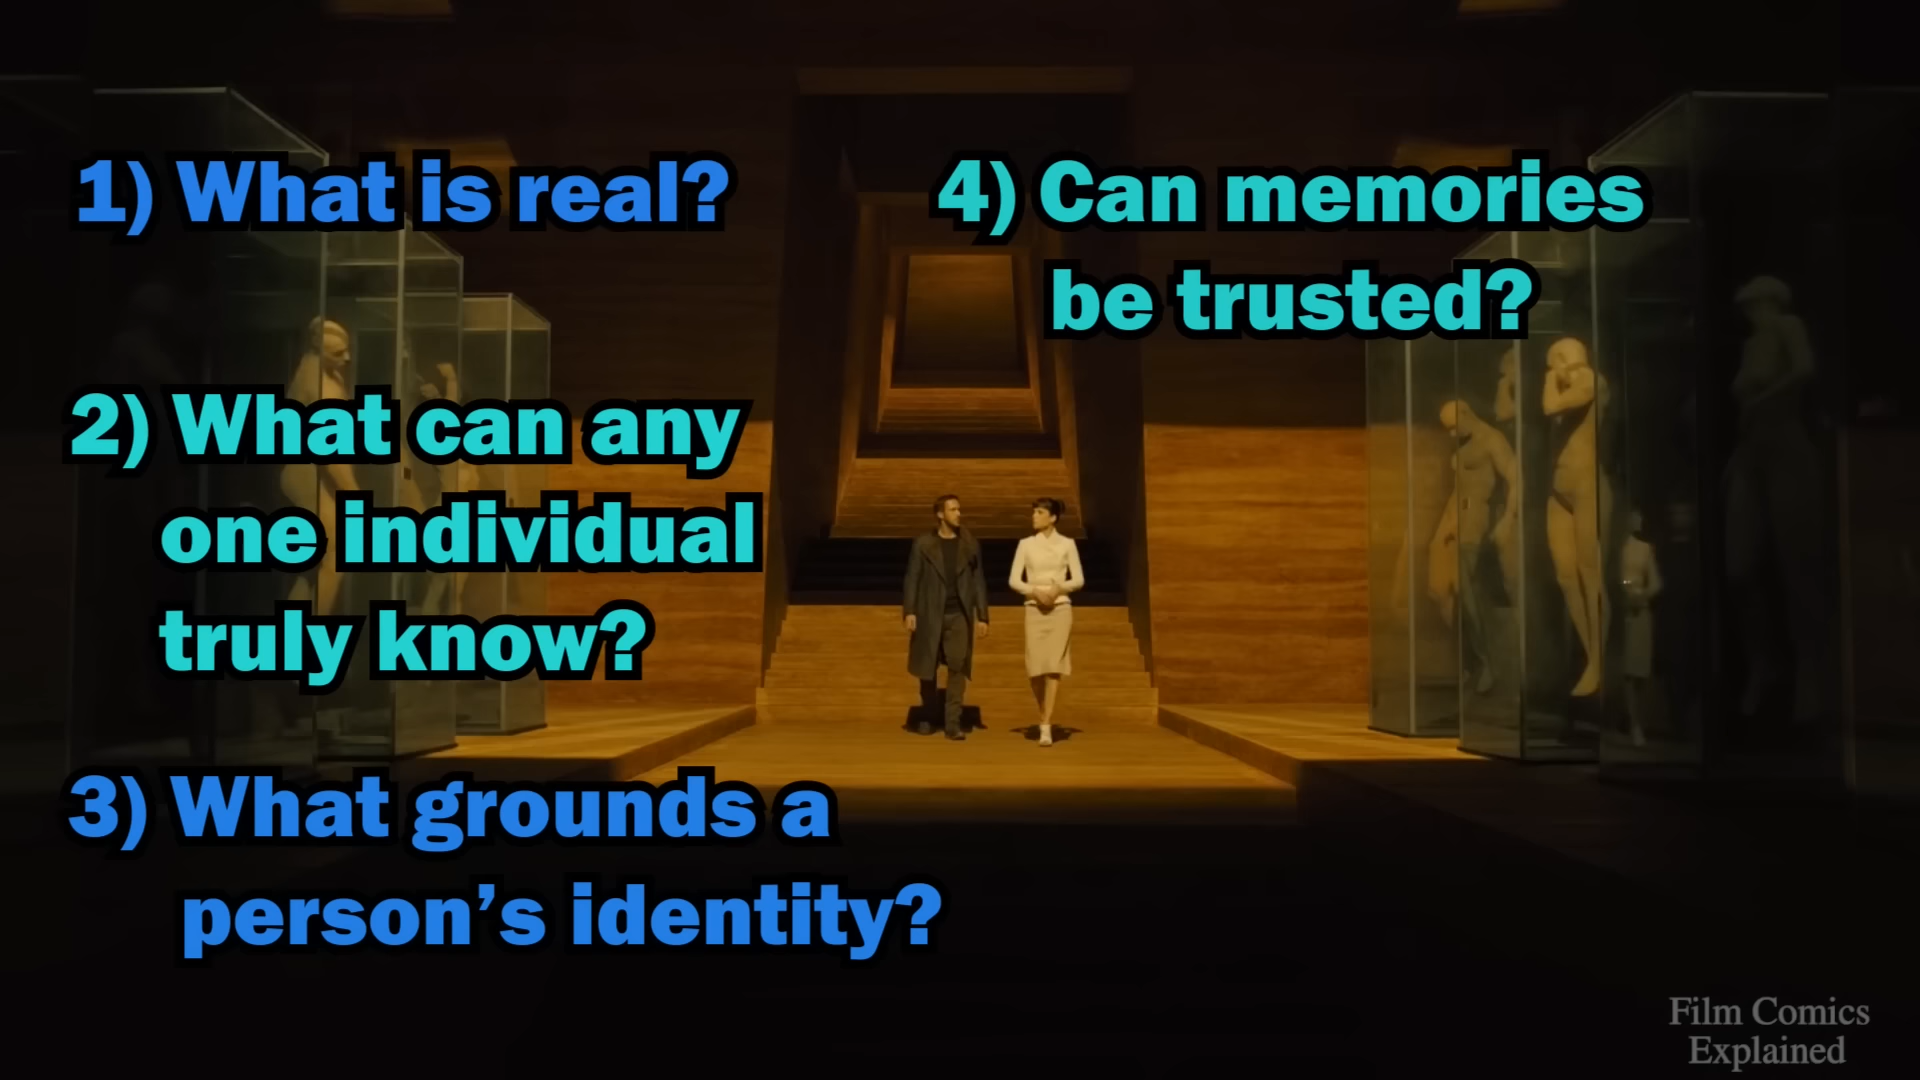 1) What is real?
2) What can any
one individual
truly know?
3) What grounds a
person’s identity?
4) Can memories
be trusted?
Film Comics
Explained